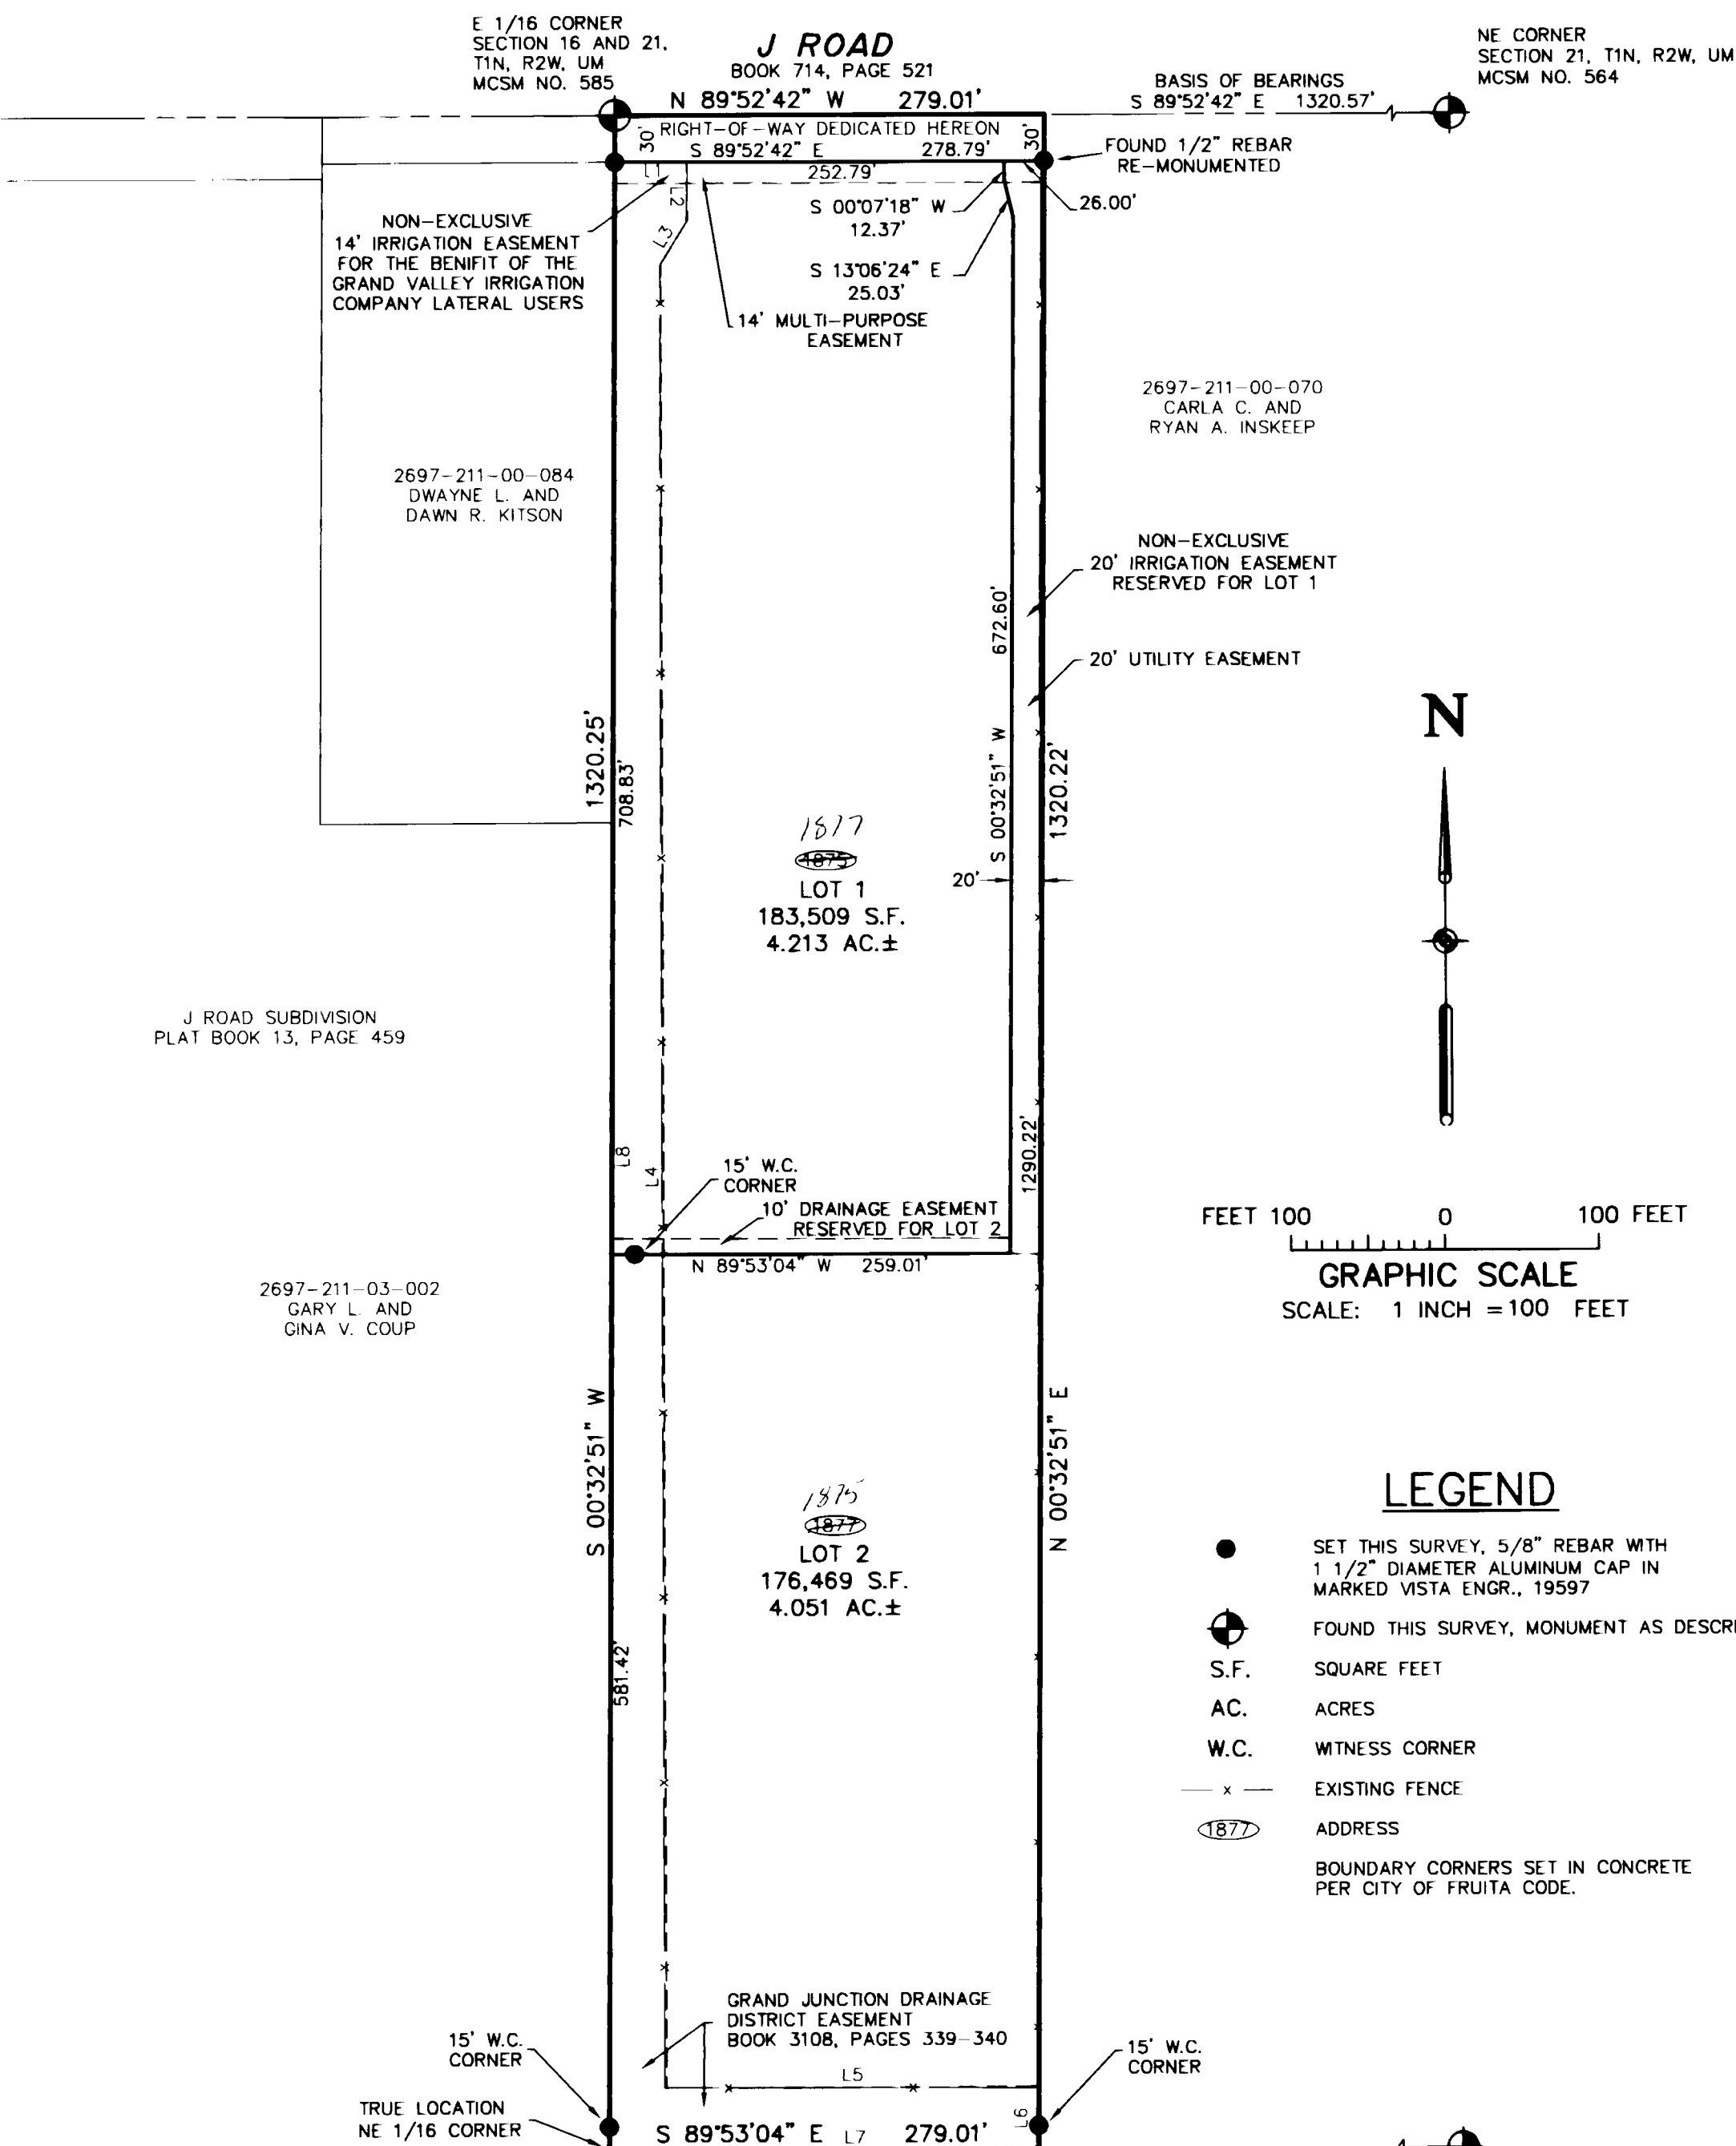 E 1/16 CORNER
SECTION 16 AND 21,
T1N, R2W, UM
MCSM NO. 585
J ROAD
BOOK 714, PAGE 521
N 89°52'42" W 279.01'
BASIS OF BEARINGS
S 89°52'42" E 1320.57'
NE CORNER
SECTION 21, T1N, R2W, UM
MCSM NO. 564
30'
RIGHT-OF-WAY DEDICATED HEREON
30'
S 89°52'42" E 278.79'
FOUND 1/2" REBAR
RE-MONUMENTED
L1
252.79'
L2
L3
S 00°07'18" W
12.37'
26.00'
S 13°06'24" E
25.03'
NON-EXCLUSIVE
14' IRRIGATION EASEMENT
FOR THE BENIFIT OF THE
GRAND VALLEY IRRIGATION
COMPANY LATERAL USERS
14' MULTI-PURPOSE
EASEMENT
2697-211-00-070
CARLA C. AND
RYAN A. INSKEEP
2697-211-00-084
DWAYNE L. AND
DAWN R. KITSON
NON-EXCLUSIVE
20' IRRIGATION EASEMENT
RESERVED FOR LOT 1
672.60'
20' UTILITY EASEMENT
N
1320.25'
708.83'
S 00°32'51" W
1320.22'
1817
1875
LOT 1
183,509 S.F.
4.213 AC.±
20'
J ROAD SUBDIVISION
PLAT BOOK 13, PAGE 459
L8
L4
1290.22'
15' W.C.
CORNER
10' DRAINAGE EASEMENT
RESERVED FOR LOT 2
N 89°53'04" W 259.01'
FEET 100 0 100 FEET
GRAPHIC SCALE
SCALE: 1 INCH =100 FEET
2697-211-03-002
GARY L. AND
GINA V. COUP
S 00°32'51" W
N 00°32'51" E
1875
1877
LOT 2
176,469 S.F.
4.051 AC.±
581.42'
LEGEND
SET THIS SURVEY, 5/8" REBAR WITH
1 1/2" DIAMETER ALUMINUM CAP IN
MARKED VISTA ENGR., 19597
FOUND THIS SURVEY, MONUMENT AS DESCRI
S.F. SQUARE FEET
AC. ACRES
W.C. WITNESS CORNER
x EXISTING FENCE
1877 ADDRESS
BOUNDARY CORNERS SET IN CONCRETE
PER CITY OF FRUITA CODE.
GRAND JUNCTION DRAINAGE
DISTRICT EASEMENT
BOOK 3108, PAGES 339-340
15' W.C.
CORNER
15' W.C.
CORNER
L5
L6
TRUE LOCATION
NE 1/16 CORNER
S 89°53'04" E L7 279.01'